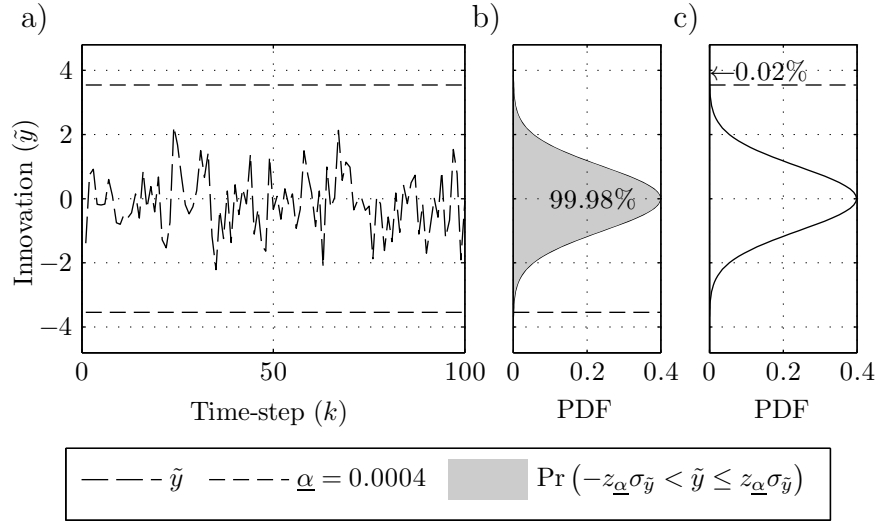 a)
b)
c)
Innovation (ỹ)
4
2
0
−2
−4
0
50
100
Time-step (k)
99.98%
0
0.2
0.4
PDF
←0.02%
0
0.2
0.4
PDF
ỹ
α̲ = 0.0004
Pr (−z_α̲ σ_ỹ < ỹ ≤ z_α̲ σ_ỹ)